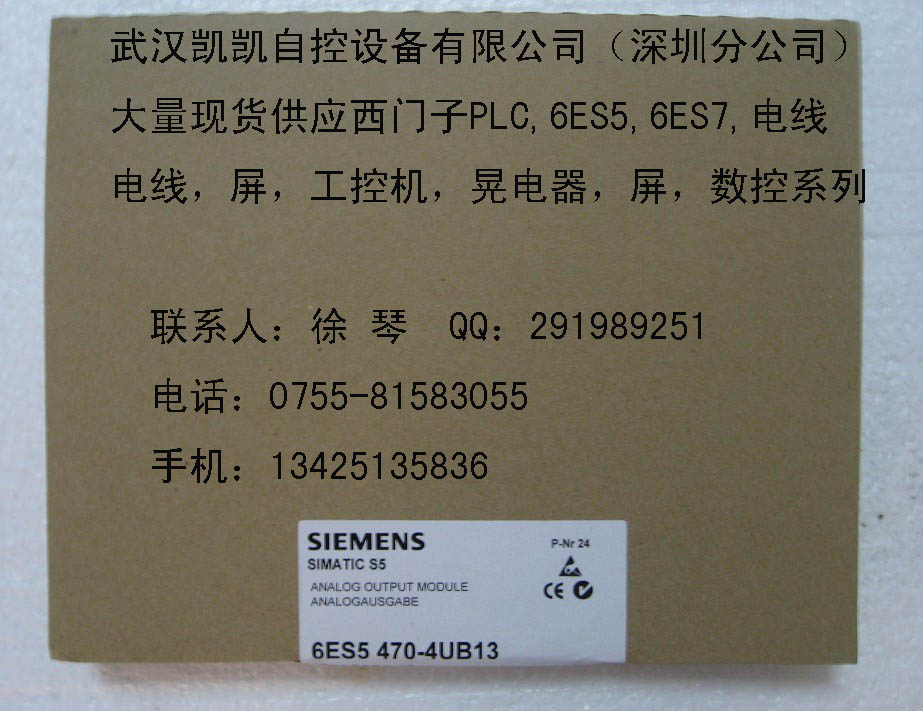 武汉凯凯自控设备有限公司（深圳分公司）
大量现货供应西门子PLC,6ES5,6ES7,电线
电线，屏，工控机，晃电器，屏，数控系列
联系人：徐 琴 QQ：291989251
电话：0755-81583055
手机：13425135836
SIEMENS
P-Nr 24
SIMATIC S5
ANALOG OUTPUT MODULE
ANALOGAUSGABE
CE
6ES5 470-4UB13